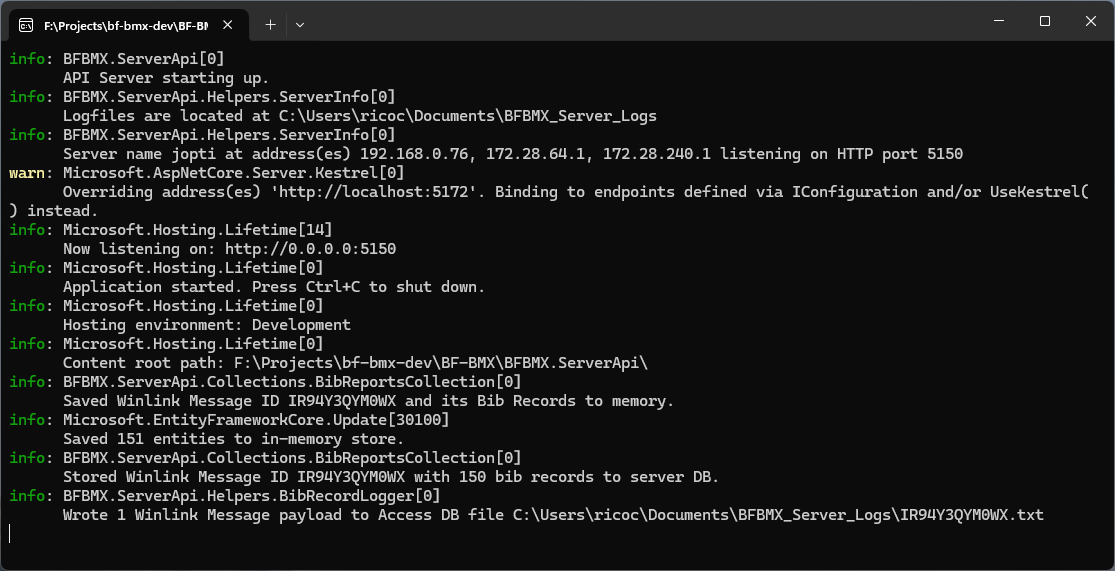 F:\Projects\bf-bmx-dev\BF-BM
info: BFBMX.ServerApi[0]
API Server starting up.
info: BFBMX.ServerApi.Helpers.ServerInfo[0]
Logfiles are located at C:\Users\ricoc\Documents\BFBMX_Server_Logs
info: BFBMX.ServerApi.Helpers.ServerInfo[0]
Server name jopti at address(es) 192.168.0.76, 172.28.64.1, 172.28.240.1 listening on HTTP port 5150
warn: Microsoft.AspNetCore.Server.Kestrel[0]
Overriding address(es) 'http://localhost:5172'. Binding to endpoints defined via IConfiguration and/or UseKestrel(
) instead.
info: Microsoft.Hosting.Lifetime[14]
Now listening on: http://0.0.0.0:5150
info: Microsoft.Hosting.Lifetime[0]
Application started. Press Ctrl+C to shut down.
info: Microsoft.Hosting.Lifetime[0]
Hosting environment: Development
info: Microsoft.Hosting.Lifetime[0]
Content root path: F:\Projects\bf-bmx-dev\BF-BMX\BFBMX.ServerApi\
info: BFBMX.ServerApi.Collections.BibReportsCollection[0]
Saved Winlink Message ID IR94Y3QYM0WX and its Bib Records to memory.
info: Microsoft.EntityFrameworkCore.Update[30100]
Saved 151 entities to in-memory store.
info: BFBMX.ServerApi.Collections.BibReportsCollection[0]
Stored Winlink Message ID IR94Y3QYM0WX with 150 bib records to server DB.
info: BFBMX.ServerApi.Helpers.BibRecordLogger[0]
Wrote 1 Winlink Message payload to Access DB file C:\Users\ricoc\Documents\BFBMX_Server_Logs\IR94Y3QYM0WX.txt